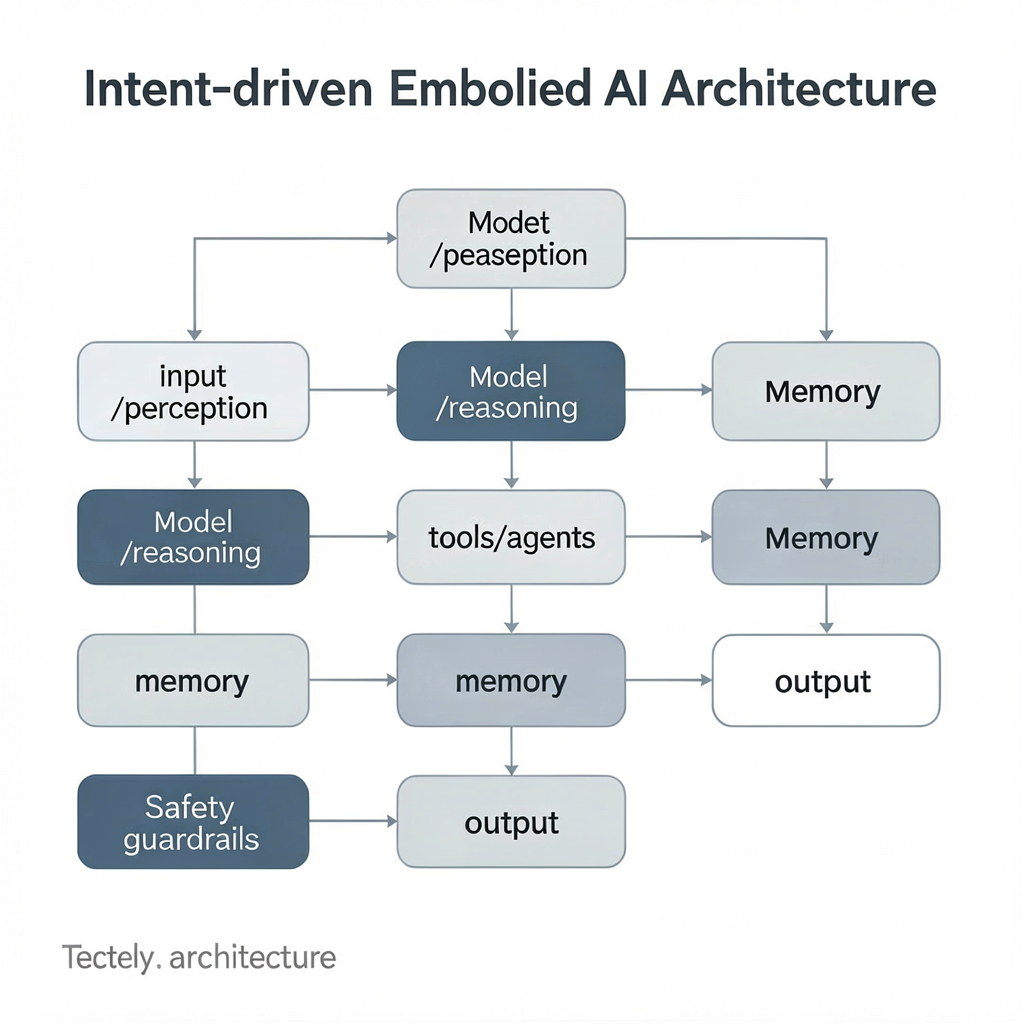 Intent-driven Embolied AI Architecture
Modet
/peaseption
input
/perception
Model
/reasoning
Memory
Model
/reasoning
tools/agents
Memory
memory
memory
output
Safety
guardrails
output
Tectely. architecture